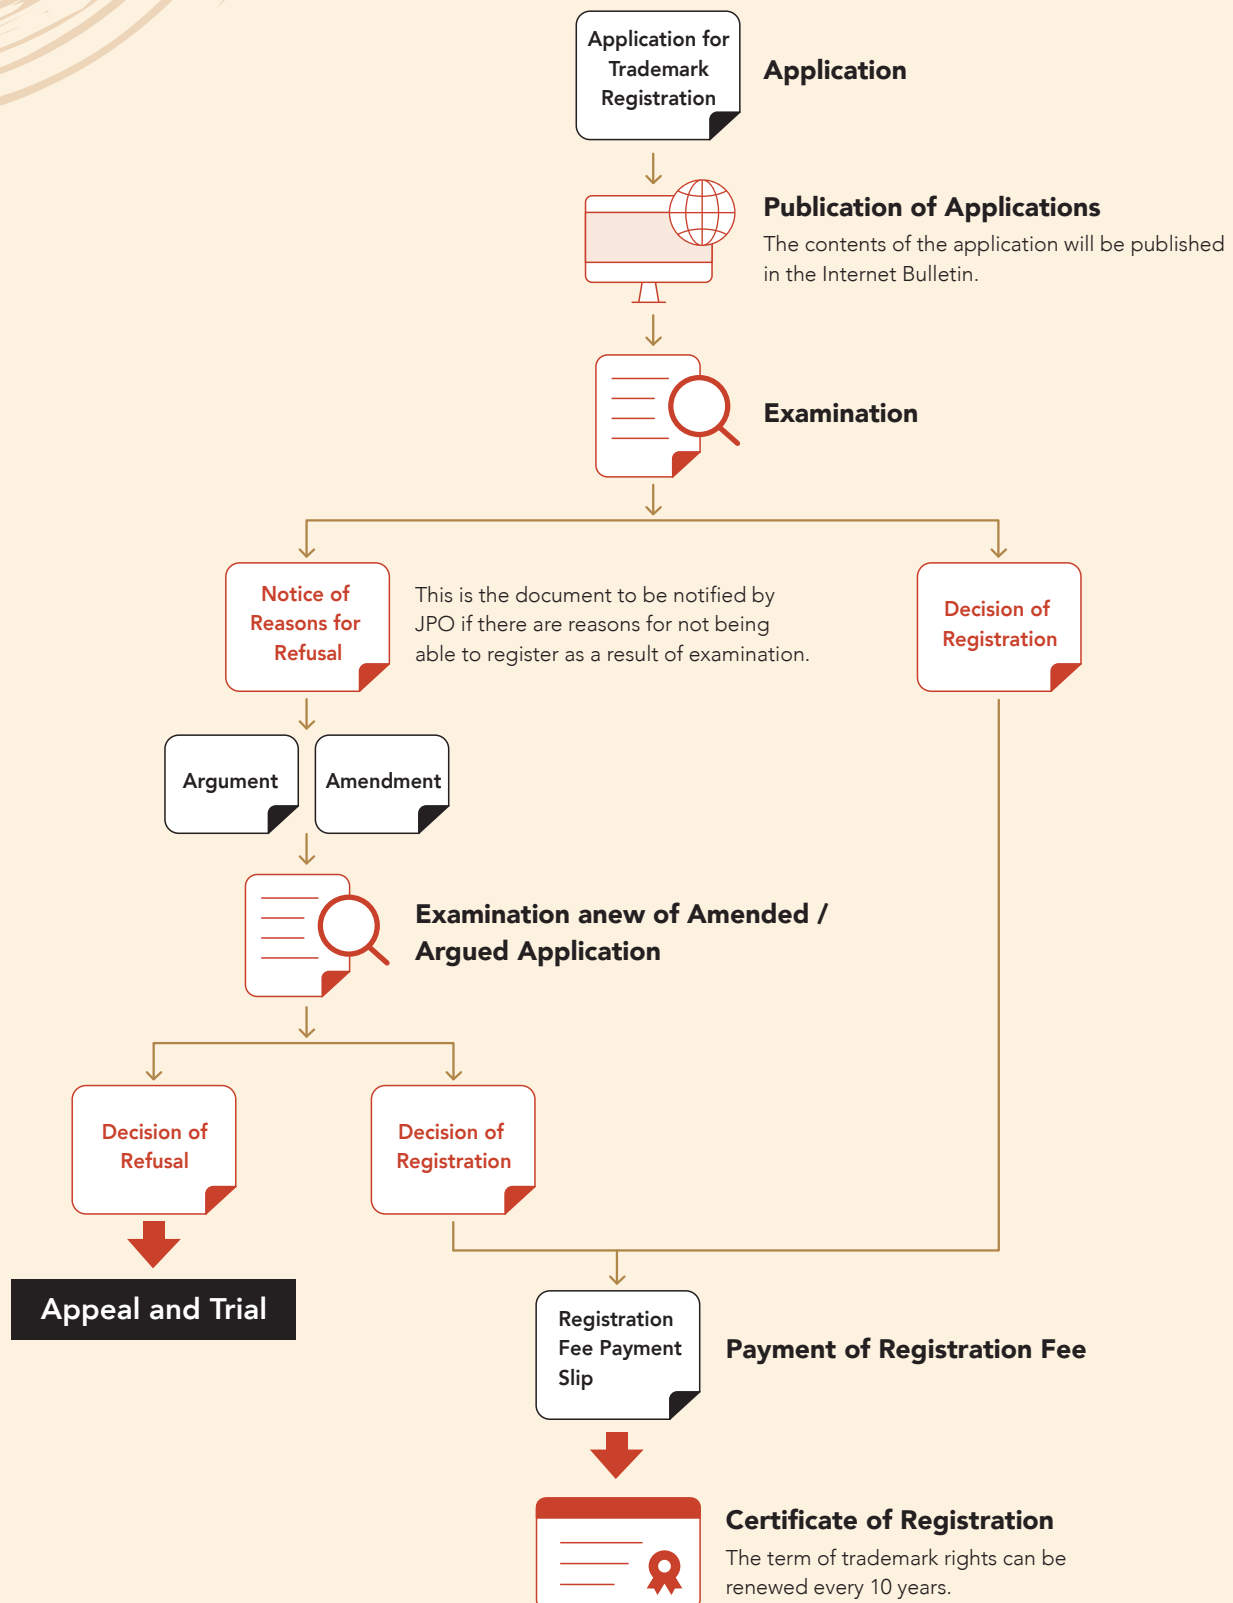 Application for
Trademark
Registration
Application
Publication of Applications
The contents of the application will be published
in the Internet Bulletin.
Examination
Notice of
Reasons for
Refusal
This is the document to be notified by
JPO if there are reasons for not being
able to register as a result of examination.
Decision of
Registration
Argument
Amendment
Examination anew of Amended /
Argued Application
Decision of
Refusal
Decision of
Registration
Appeal and Trial
Registration
Fee Payment
Slip
Payment of Registration Fee
Certificate of Registration
The term of trademark rights can be
renewed every 10 years.